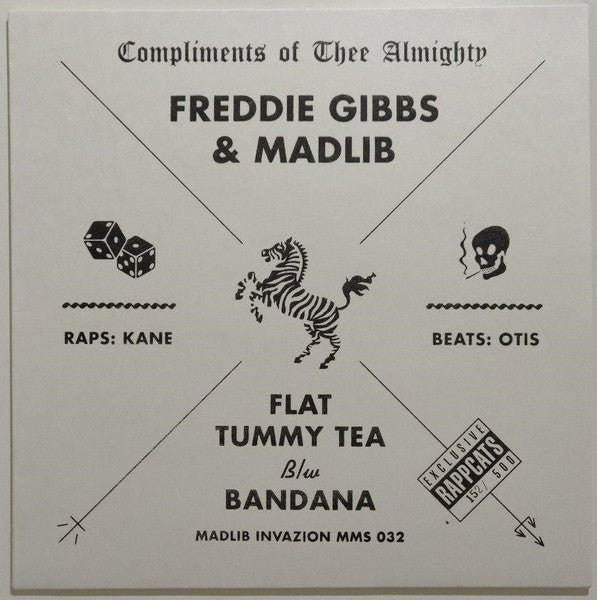 Compliments of Thee Almighty
FREDDIE GIBBS
& MADLIB
RAPS: KANE
BEATS: OTIS
FLAT
TUMMY TEA
B/w
BANDANA
EXCLUSIVE
RAPPCATS
152/500
MADLIB INVAZION MMS 032